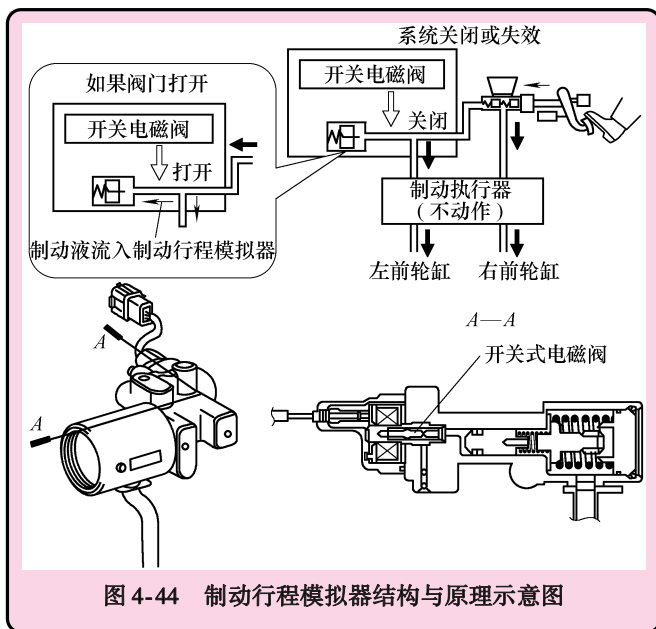 系统关闭或失效
如果阀门打开
开关电磁阀
开关电磁阀
关闭
打开
制动执行器
（不动作）
制动液流入制动行程模拟器
左前轮缸
右前轮缸
A—A
开关式电磁阀
A
A
图 4-44 制动行程模拟器结构与原理示意图